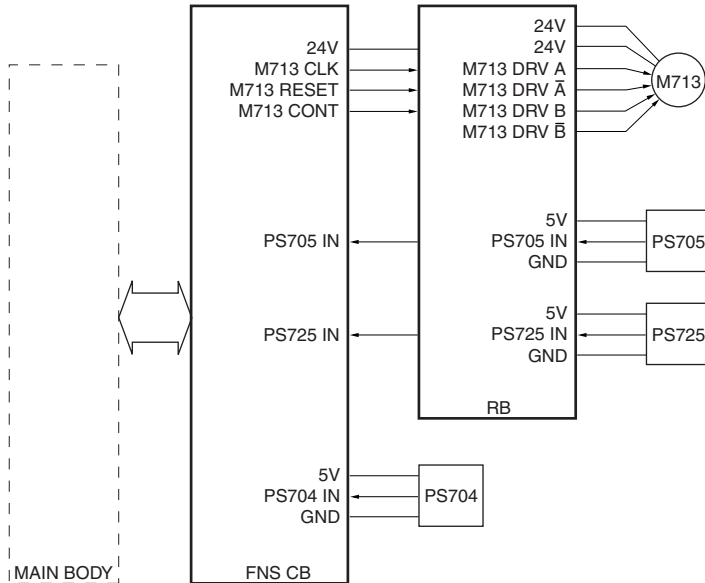 24V
M713 CLK
M713 RESET
M713 CONT
PS705 IN
PS725 IN
5V
PS704 IN
GND
24V
24V
M713 DRV A
M713 DRV A̅
M713 DRV B
M713 DRV B̅
5V
PS705 IN
GND
5V
PS725 IN
GND
M713
PS705
PS725
RB
PS704
MAIN BODY
FNS CB